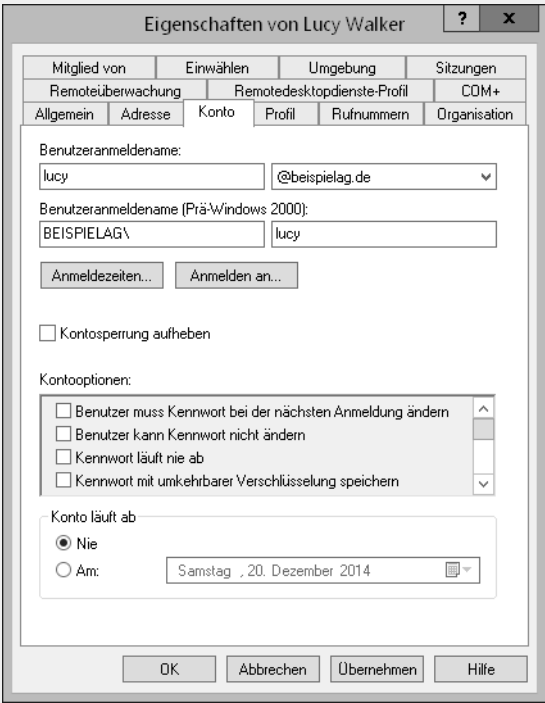 Eigenschaften von Lucy Walker ? x
Mitglied von Einwählen Umgebung Sitzungen
Remoteüberwachung Remotedesktopdienste-Profil COM+
Allgemein Adresse Konto Profil Rufnummern Organisation
Benutzeranmeldename:
lucy @beispielag.de
Benutzeranmeldename (Prä-Windows 2000):
BEISPIELAG\ lucy
Anmeldezeiten... Anmelden an...
Kontosperrung aufheben
Kontooptionen:
Benutzer muss Kennwort bei der nächsten Anmeldung ändern
Benutzer kann Kennwort nicht ändern
Kennwort läuft nie ab
Kennwort mit umkehrbarer Verschlüsselung speichern
Konto läuft ab
Nie
Am: Samstag , 20. Dezember 2014
OK Abbrechen Übernehmen Hilfe